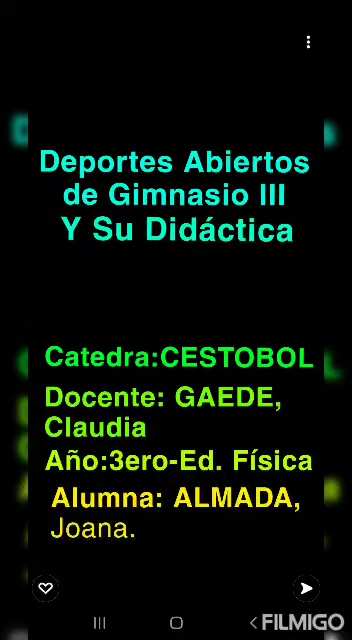 Deportes Abiertos
de Gimnasio III
Y Su Didáctica
Catedra:CESTOBOL
Docente: GAEDE,
Claudia
Año:3ero-Ed. Física
Alumna: ALMADA,
Joana.
FILMIGO